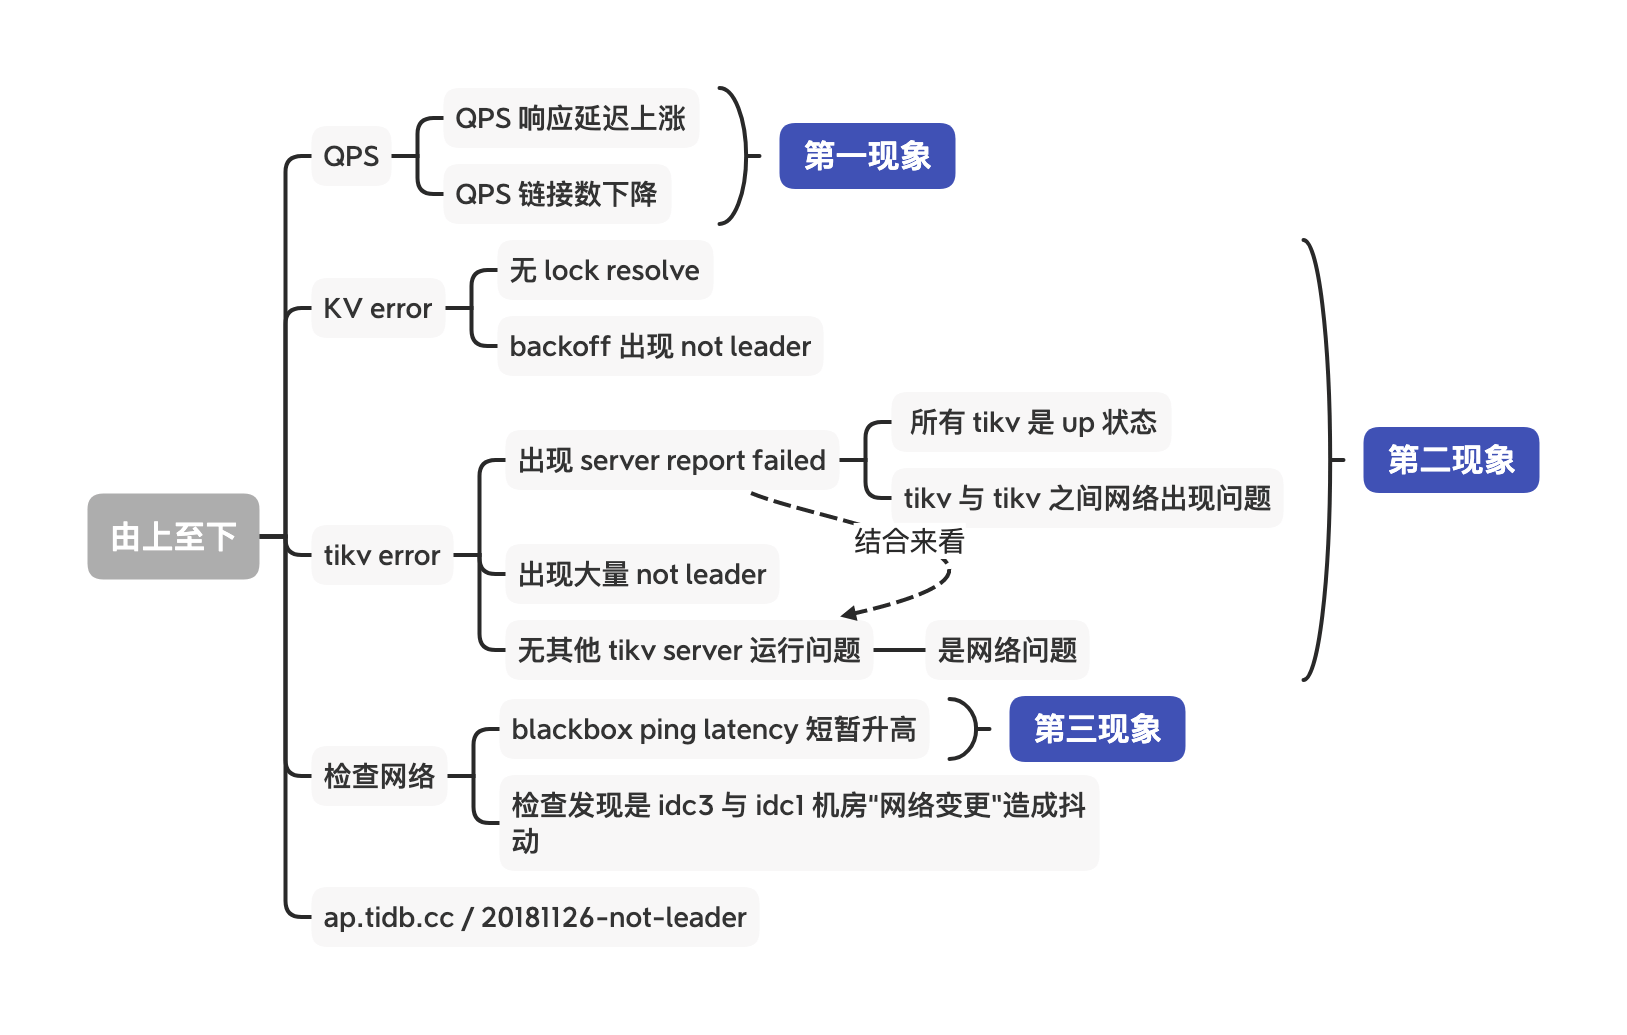 由上至下
QPS
QPS 响应延迟上涨
QPS 链接数下降
第一现象
KV error
无 lock resolve
backoff 出现 not leader
tikv error
出现 server report failed
所有 tikv 是 up 状态
tikv 与 tikv 之间网络出现问题
结合来看
出现大量 not leader
无其他 tikv server 运行问题
是网络问题
第二现象
检查网络
blackbox ping latency 短暂升高
第三现象
检查发现是 idc3 与 idc1 机房"网络变更"造成抖
动
ap.tidb.cc / 20181126-not-leader